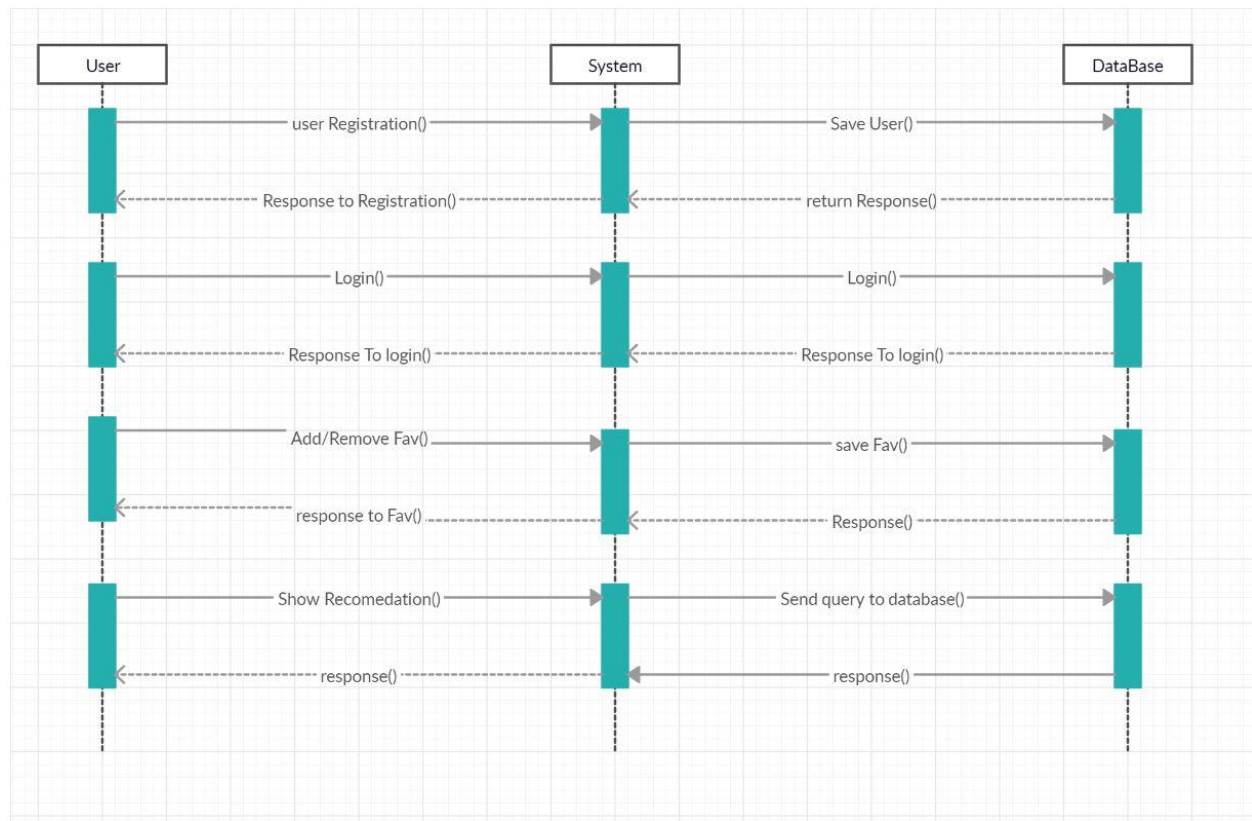 User
System
DataBase
user Registration()
Save User()
Response to Registration()
return Response()
Login()
Login()
Response To login()
Response To login()
Add/Remove Fav()
save Fav()
response to Fav()
Response()
Show Recomedation()
Send query to database()
response()
response()